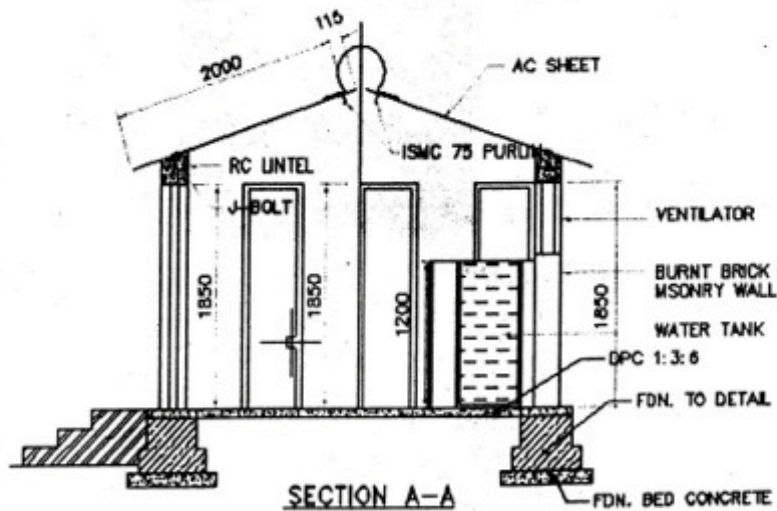 115
2000
AC SHEET
ISMC 75 PURLIN
RC LINTEL
J-BOLT
VENTILATOR
1850
1850
BURNT BRICK
MSONRY WALL
1200
1850
WATER TANK
DPC 1:3:6
FDN. TO DETAIL
SECTION A-A
FDN. BED CONCRETE